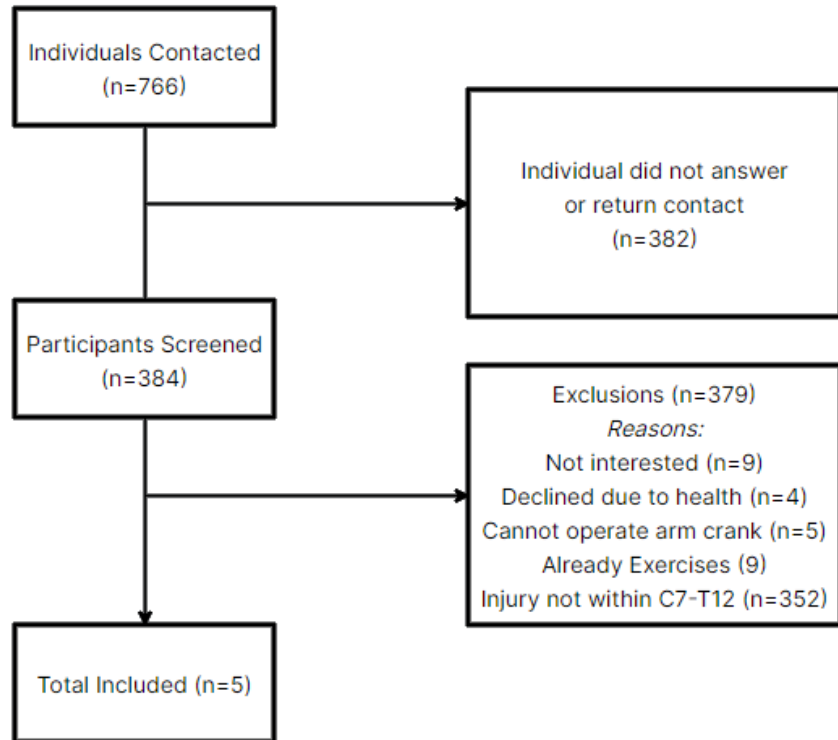 Individuals Contacted
(n=766)
Individual did not answer
or return contact
(n=382)
Participants Screened
(n=384)
Exclusions (n=379)
Reasons:
Not interested (n=9)
Declined due to health (n=4)
Cannot operate arm crank (n=5)
Already Exercises (9)
Injury not within C7-T12 (n=352)
Total Included (n=5)